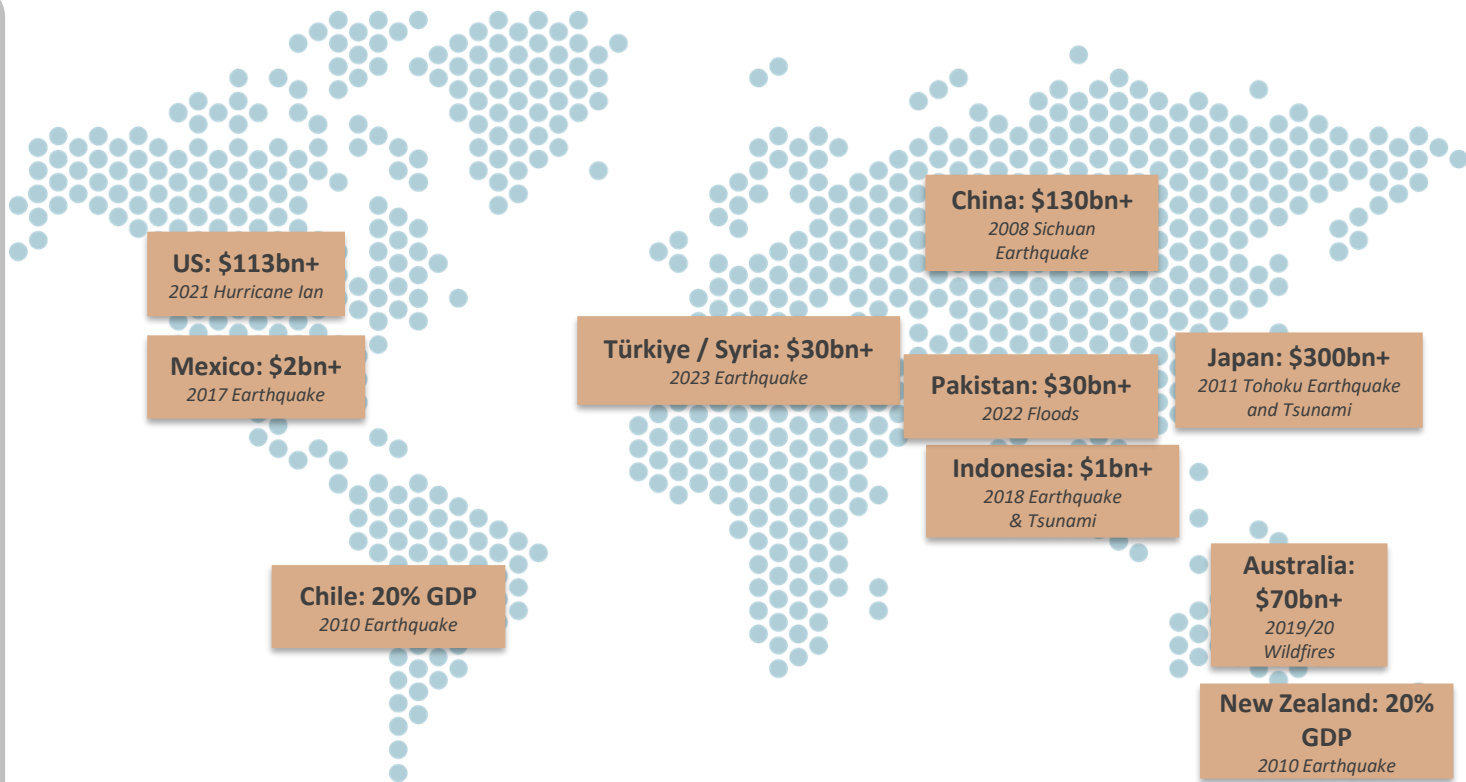 US: $113bn+
2021 Hurricane Ian
Mexico: $2bn+
2017 Earthquake
Chile: 20% GDP
2010 Earthquake
Türkiye / Syria: $30bn+
2023 Earthquake
China: $130bn+
2008 Sichuan
Earthquake
Pakistan: $30bn+
2022 Floods
Indonesia: $1bn+
2018 Earthquake
& Tsunami
Japan: $300bn+
2011 Tohoku Earthquake
and Tsunami
Australia:
$70bn+
2019/20
Wildfires
New Zealand: 20%
GDP
2010 Earthquake